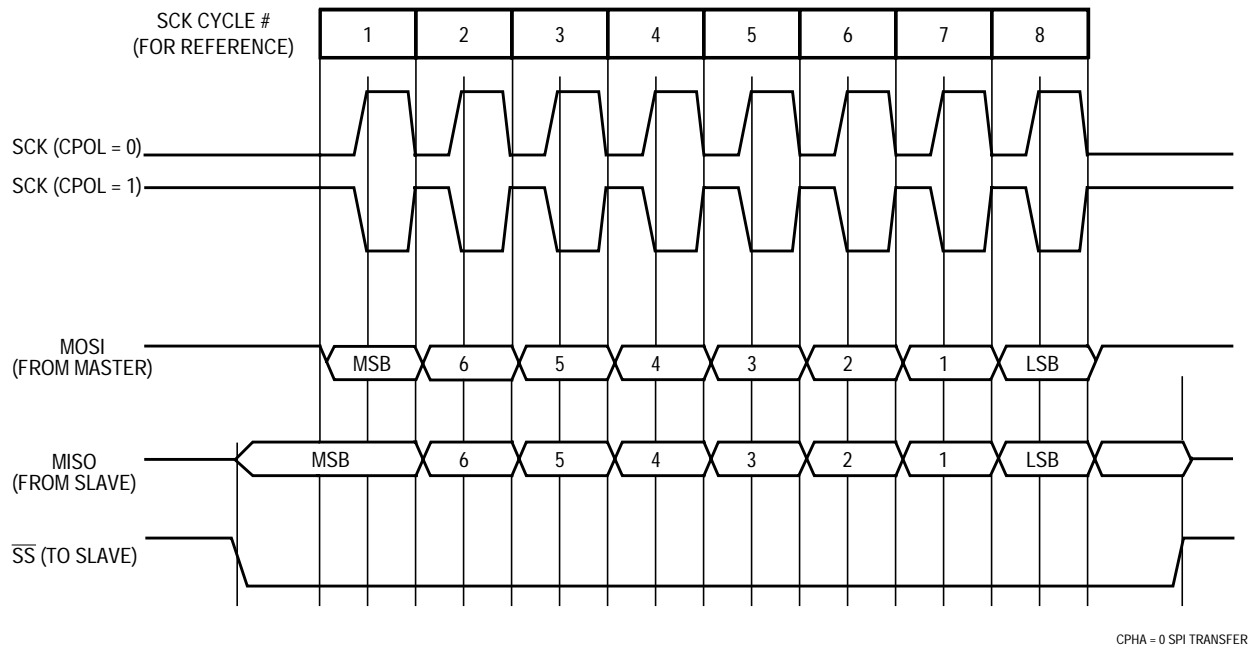 SCK CYCLE #
(FOR REFERENCE)
1 2 3 4 5 6 7 8
SCK (CPOL = 0)
SCK (CPOL = 1)
MOSI
(FROM MASTER)
MSB 6 5 4 3 2 1 LSB
MISO
(FROM SLAVE)
MSB 6 5 4 3 2 1 LSB
S̅S̅ (TO SLAVE)
CPHA = 0 SPI TRANSFER